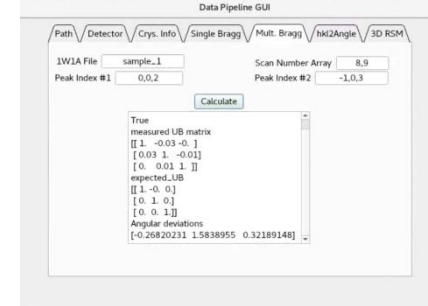 Data Pipeline GUI
Path Detector Crys. Info Single Bragg Mult. Bragg hkl2Angle 3D RSM
1W1A File sample_1 Scan Number Array 8,9
Peak Index #1 0,0,2 Peak Index #2 -1,0,3
Calculate
True
measured UB matrix
[[ 1. -0.03 -0. ]
[ 0.03 1. -0.01]
[ 0. 0.01 1. ]]
expected_UB
[[ 1. -0. 0.]
[ 0. 1. 0.]
[ 0. 0. 1.]]
Angular deviations
[-0.26820231 1.5838955 0.32189148]